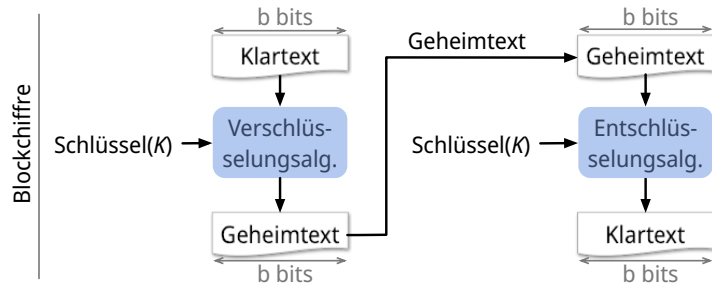 Blockchiffre
b bits
Klartext
Schlüssel(K)
Verschlüs-
selungsalg.
Geheimtext
b bits
Geheimtext
b bits
Geheimtext
Schlüssel(K)
Entschlüs-
selungsalg.
Klartext
b bits